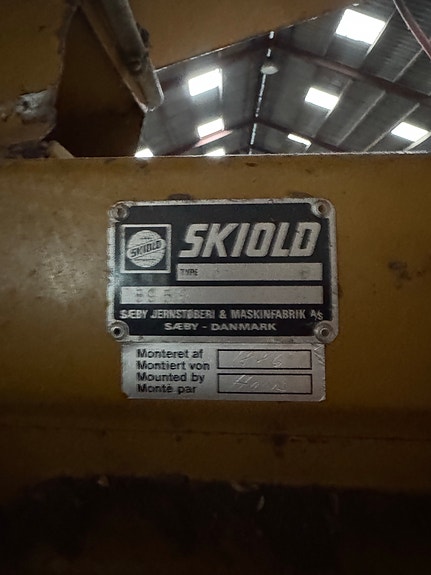 SKIOLD
SKIOLD
TYPE
SÆBY JERNSTØBERI & MASKINFABRIK A/S
SÆBY - DANMARK
Monteret af
Montiert von
Mounted by
Monté par